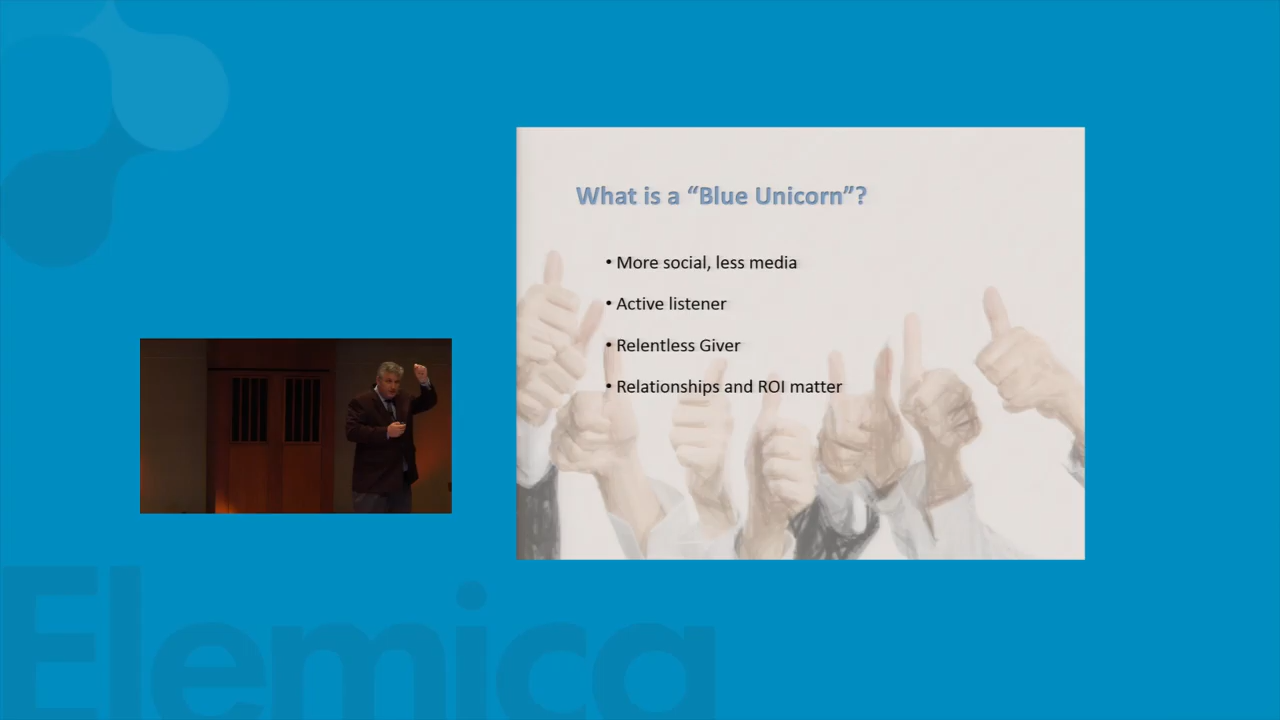 What is a “Blue Unicorn”?
• More social, less media
• Active listener
• Relentless Giver
• Relationships and ROI matter
Elemica